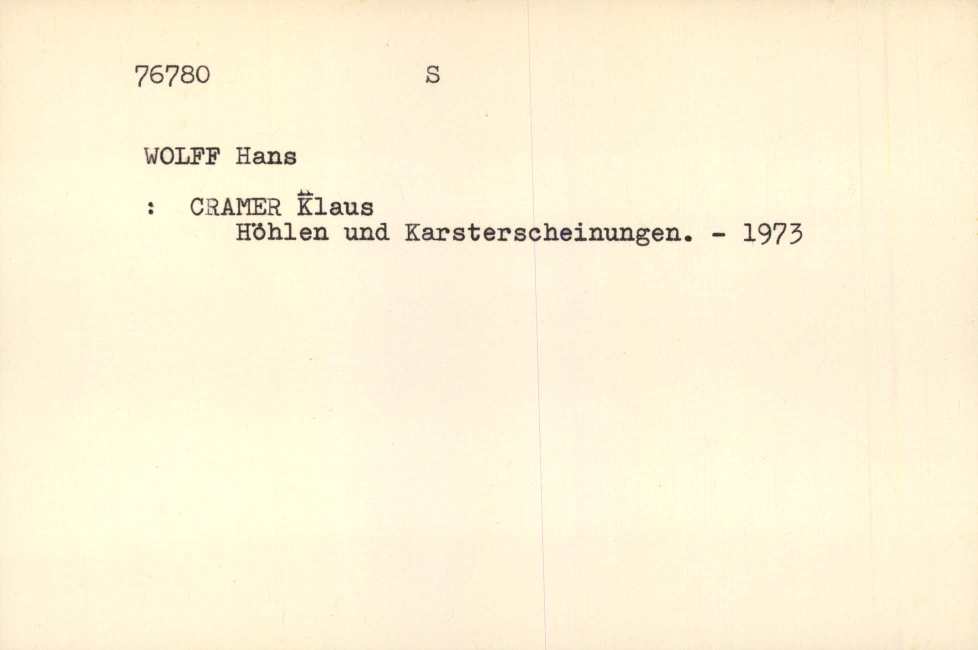 76780 S
WOLFF Hans
: CRAMER Klaus
Höhlen und Karsterscheinungen. - 1973